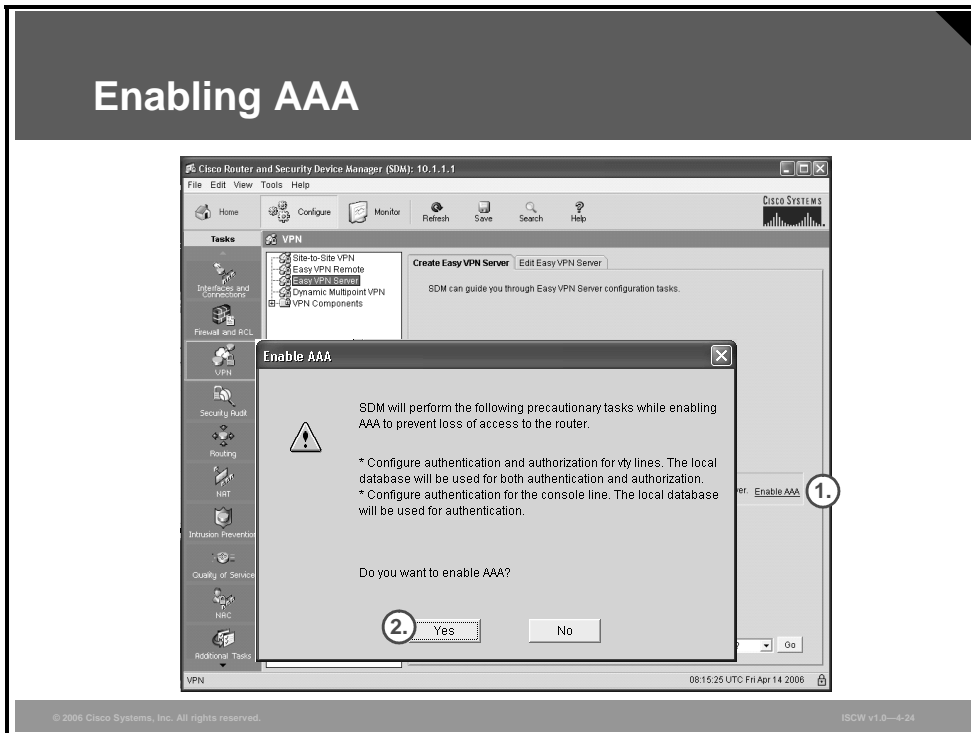 Enabling AAA
Cisco Router and Security Device Manager (SDM): 10.1.1.1
File Edit View Tools Help
Home Configure Monitor Refresh Save Search Help
CISCO SYSTEMS
Tasks
VPN
Interfaces and
Connections
Firewall and ACL
VPN
Security Audit
Routing
NAT
Intrusion Prevention
Quality of Service
NAC
Additional Tasks
Site-to-Site VPN
Easy VPN Remote
Easy VPN Server
Dynamic Multipoint VPN
VPN Components
Create Easy VPN Server Edit Easy VPN Server
SDM can guide you through Easy VPN Server configuration tasks.
Enable AAA
SDM will perform the following precautionary tasks while enabling
AAA to prevent loss of access to the router.
* Configure authentication and authorization for vty lines. The local
database will be used for both authentication and authorization.
* Configure authentication for the console line. The local database
will be used for authentication.
Do you want to enable AAA?
2. Yes No
ver. Enable AAA 1.
? Go
VPN 08:15:25 UTC Fri Apr 14 2006
© 2006 Cisco Systems, Inc. All rights reserved. ISCW v1.0—4-24